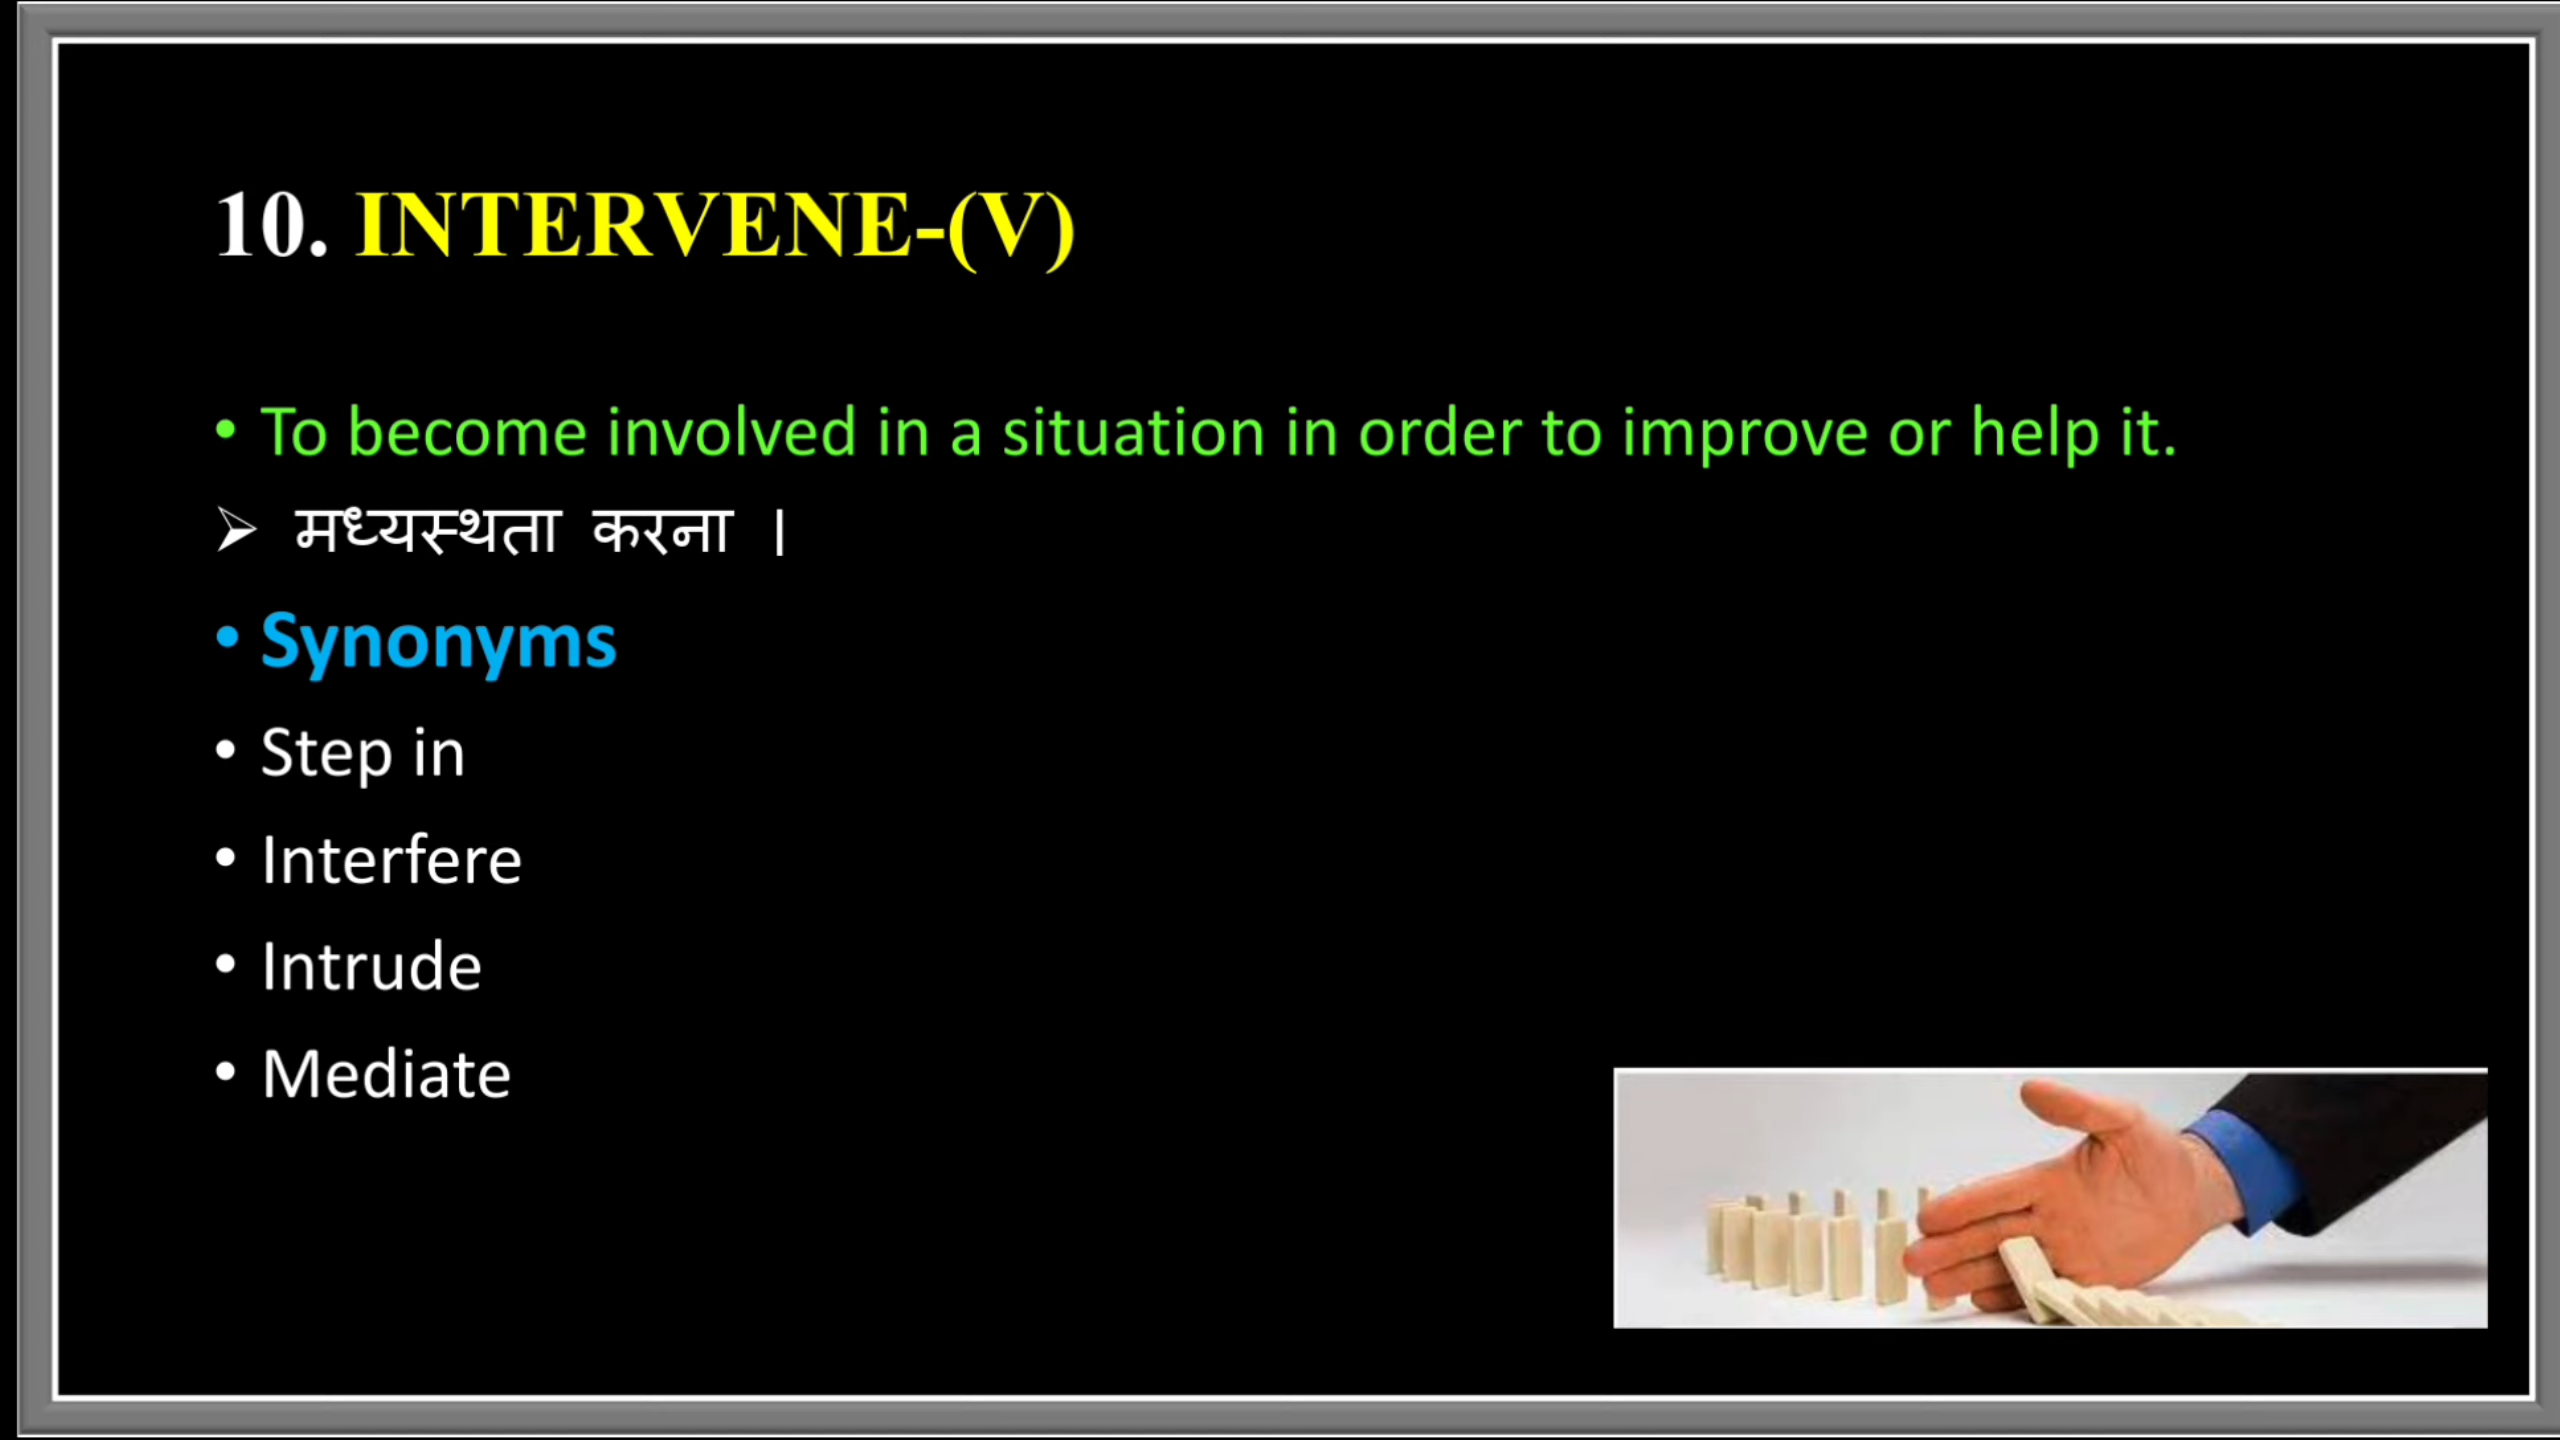 10. INTERVENE-(V)
• To become involved in a situation in order to improve or help it.
➢ मध्यस्थता करना ।
• Synonyms
• Step in
• Interfere
• Intrude
• Mediate